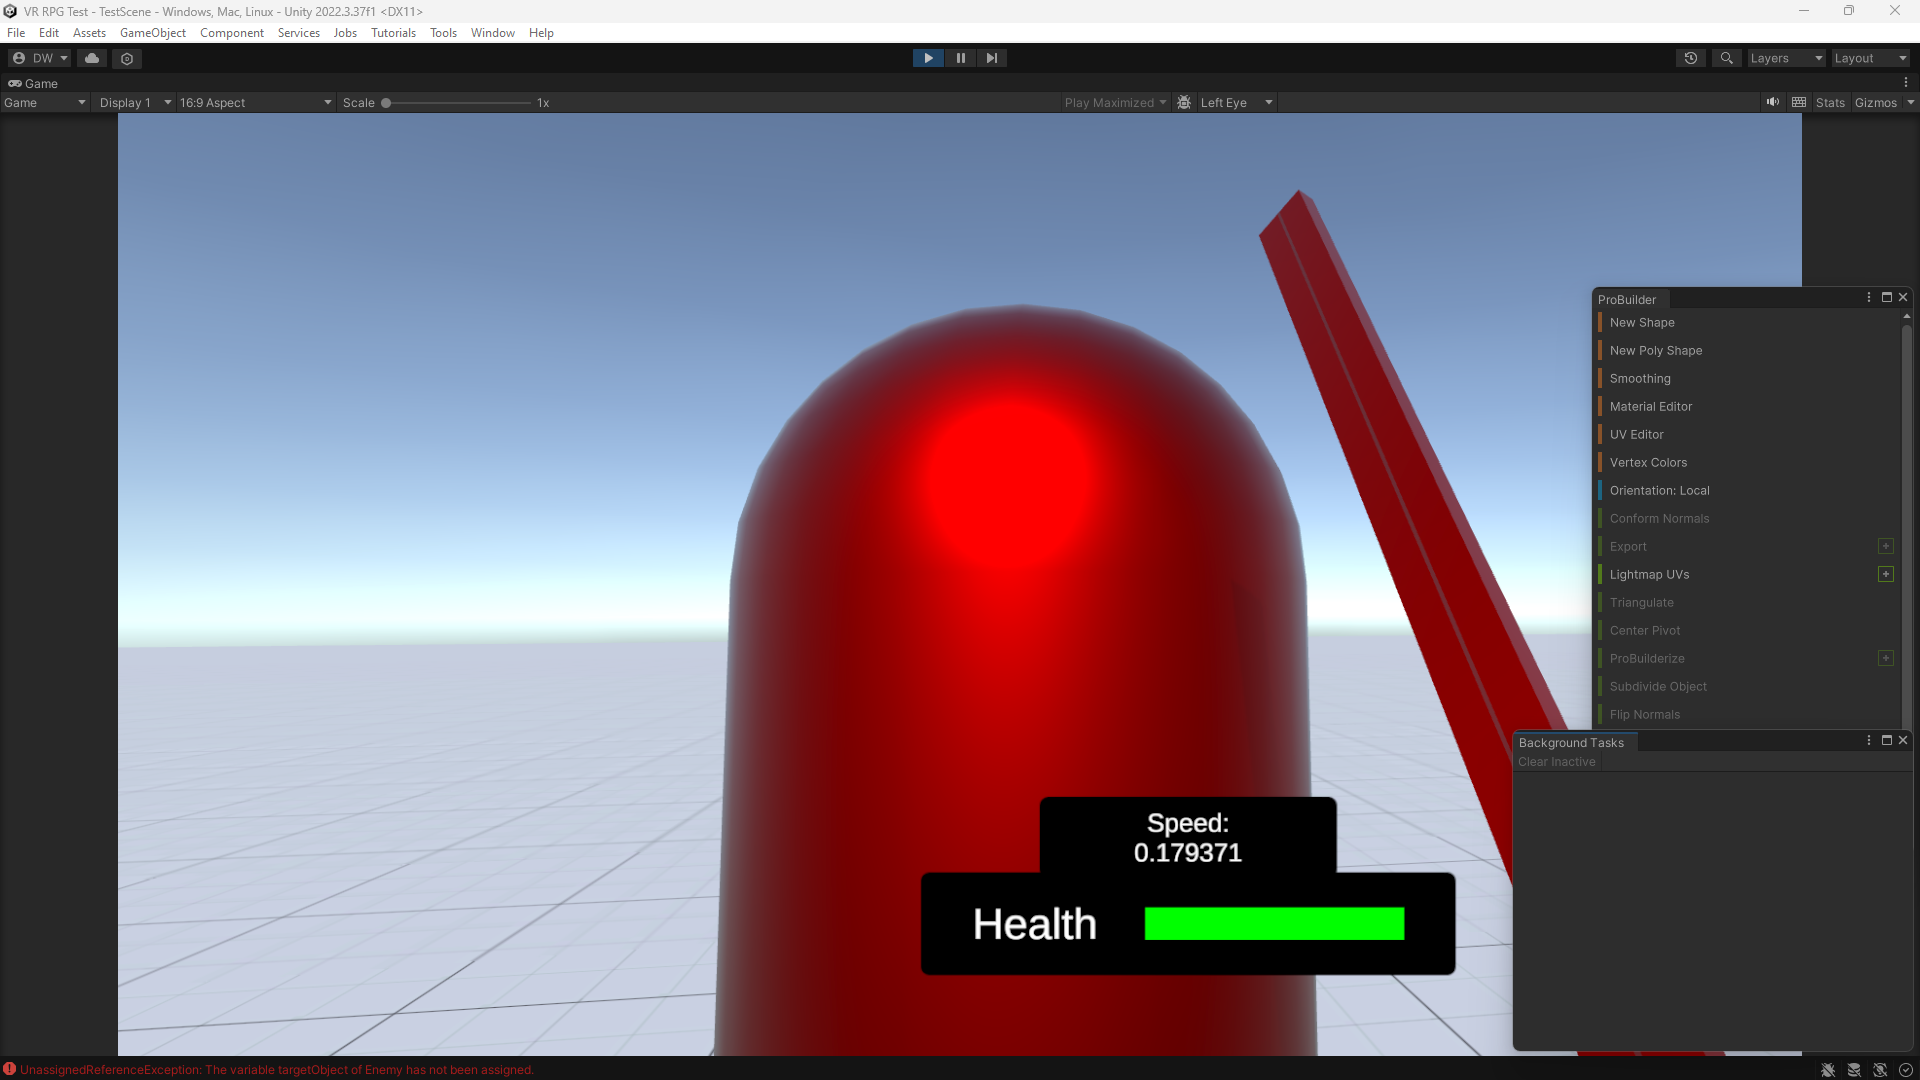 VR RPG Test - TestScene - Windows, Mac, Linux - Unity 2022.3.37f1 <DX11>
File Edit Assets GameObject Component Services Jobs Tutorials Tools Window Help
DW Layers Layout
Game
Game Display 1 16:9 Aspect Scale 1x Play Maximized Left Eye Stats Gizmos
ProBuilder
New Shape
New Poly Shape
Smoothing
Material Editor
UV Editor
Vertex Colors
Orientation: Local
Conform Normals
Export
Lightmap UVs
Triangulate
Center Pivot
ProBuilderize
Subdivide Object
Flip Normals
Background Tasks
Clear Inactive
Speed:
0.179371
Health
UnassignedReferenceException: The variable targetObject of Enemy has not been assigned.